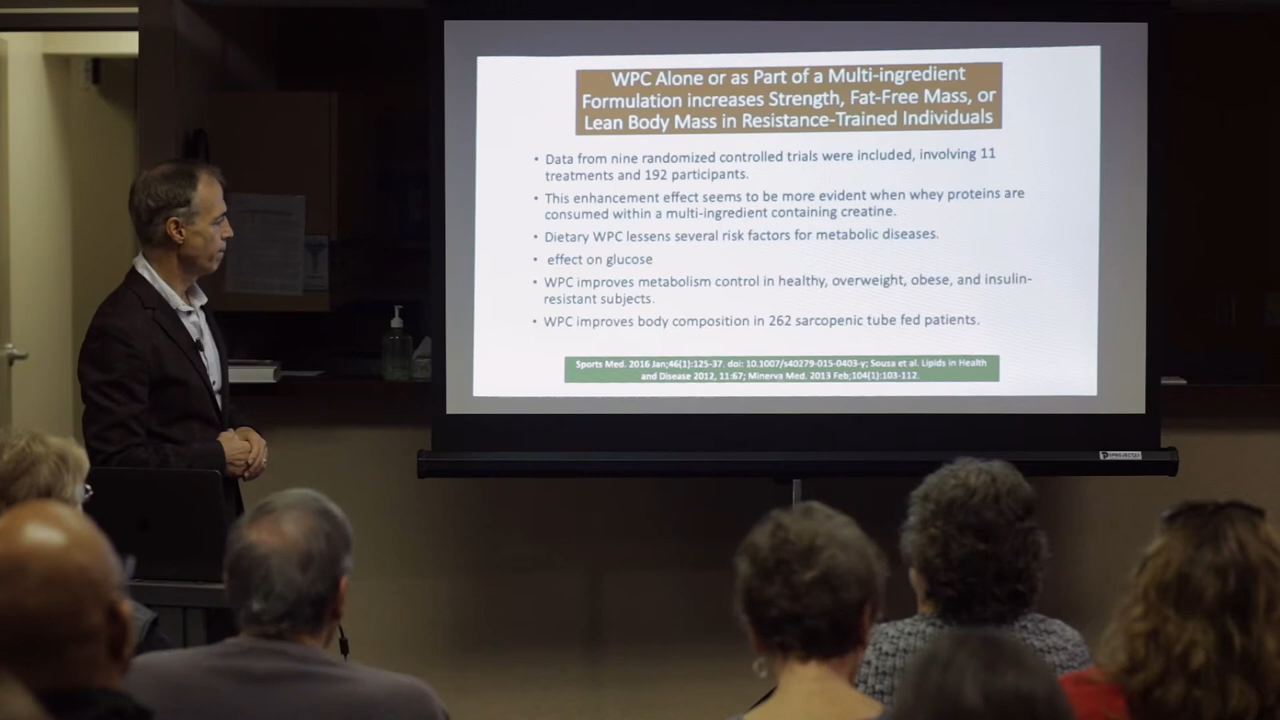 WPC Alone or as Part of a Multi-ingredient
Formulation increases Strength, Fat-Free Mass, or
Lean Body Mass in Resistance-Trained Individuals
• Data from nine randomized controlled trials were included, involving 11
treatments and 192 participants.
• This enhancement effect seems to be more evident when whey proteins are
consumed within a multi-ingredient containing creatine.
• Dietary WPC lessens several risk factors for metabolic diseases.
• effect on glucose
• WPC improves metabolism control in healthy, overweight, obese, and insulin-
resistant subjects.
• WPC improves body composition in 262 sarcopenic tube fed patients.
Sports Med. 2016 Jan;46(1):125-37. doi: 10.1007/s40279-015-0403-y; Sousa et al. Lipids in Health
and Disease 2012, 11:67; Minerva Med. 2013 Feb;104(1):103-112.